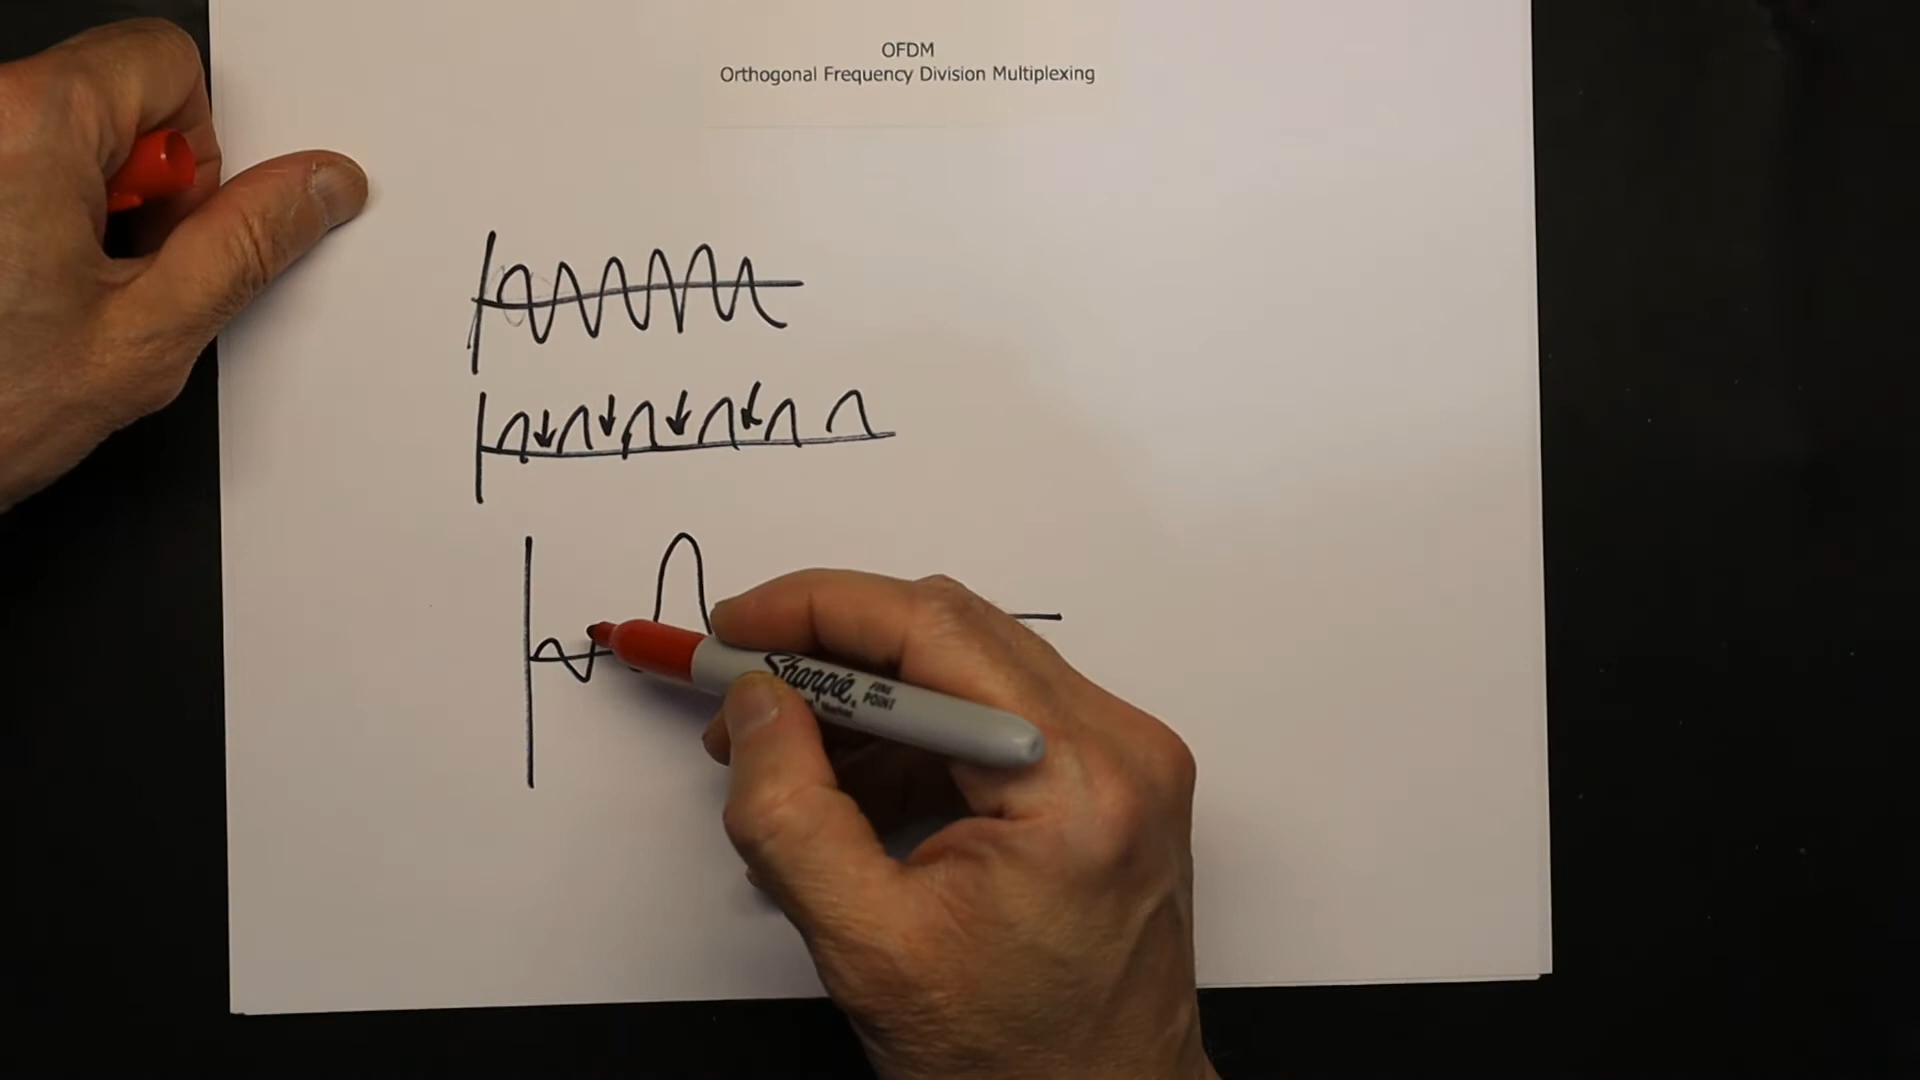 OFDM
Orthogonal Frequency Division Multiplexing
Sharpie
FINE
POINT